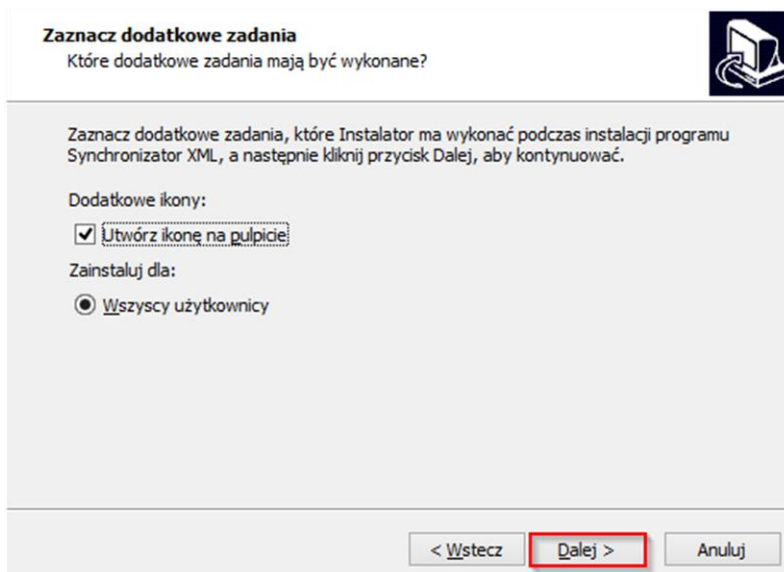 Zaznacz dodatkowe zadania
Które dodatkowe zadania mają być wykonane?
Zaznacz dodatkowe zadania, które Instalator ma wykonać podczas instalacji programu
Synchronizator XML, a następnie kliknij przycisk Dalej, aby kontynuować.
Dodatkowe ikony:
Utwórz ikonę na pulpicie
Zainstaluj dla:
Wszyscy użytkownicy
< Wstecz Dalej > Anuluj